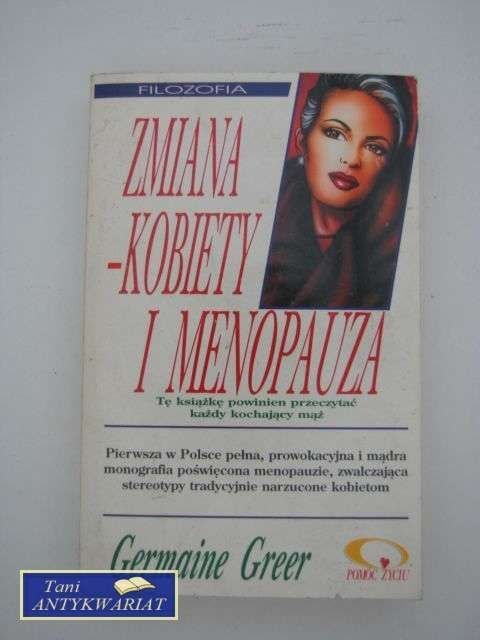 FILOZOFIA
ZMIANA
-KOBIETY
I MENOPAUZA
Tę książkę powinien przeczytać
każdy kochający mąż
Pierwsza w Polsce pełna, prowokacyjna i mądra
monografia poświęcona menopauzie, zwalczająca
stereotypy tradycyjnie narzucone kobietom
Germaine Greer
POMÓC ŻYCIU
Tani
ANTYKWARIAT